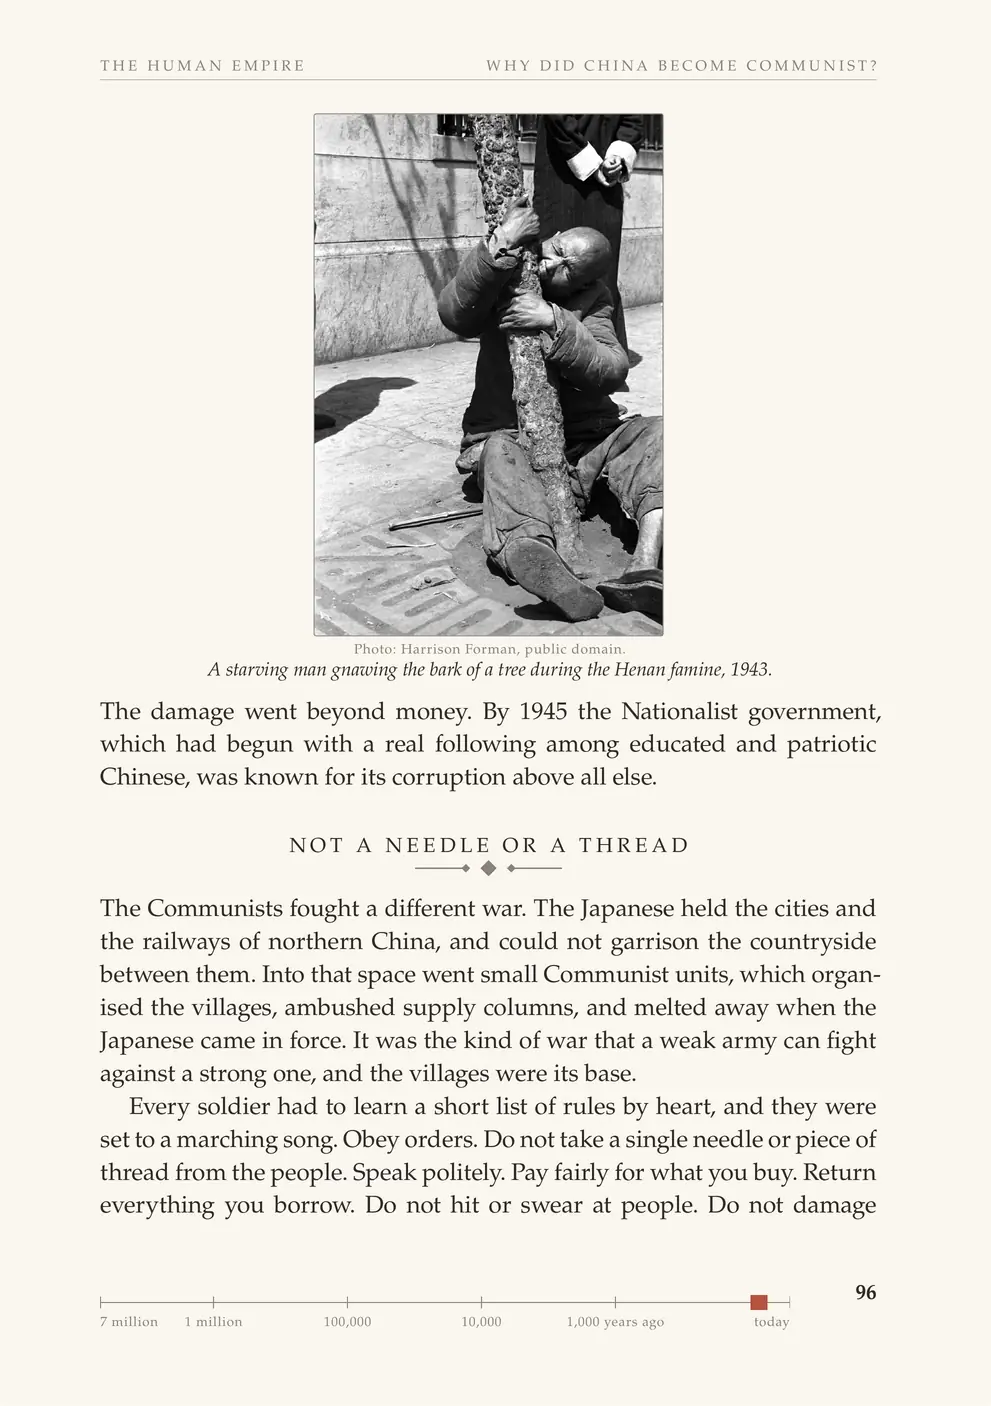 THE HUMAN EMPIRE
WHY DID CHINA BECOME COMMUNIST?
Photo: Harrison Forman, public domain.
A starving man gnawing the bark of a tree during the Henan famine, 1943.
The damage went beyond money. By 1945 the Nationalist government,
which had begun with a real following among educated and patriotic
Chinese, was known for its corruption above all else.
NOT A NEEDLE OR A THREAD
The Communists fought a different war. The Japanese held the cities and
the railways of northern China, and could not garrison the countryside
between them. Into that space went small Communist units, which organ-
ised the villages, ambushed supply columns, and melted away when the
Japanese came in force. It was the kind of war that a weak army can fight
against a strong one, and the villages were its base.
Every soldier had to learn a short list of rules by heart, and they were
set to a marching song. Obey orders. Do not take a single needle or piece of
thread from the people. Speak politely. Pay fairly for what you buy. Return
everything you borrow. Do not hit or swear at people. Do not damage
96
7 million
1 million
100,000
10,000
1,000 years ago
today